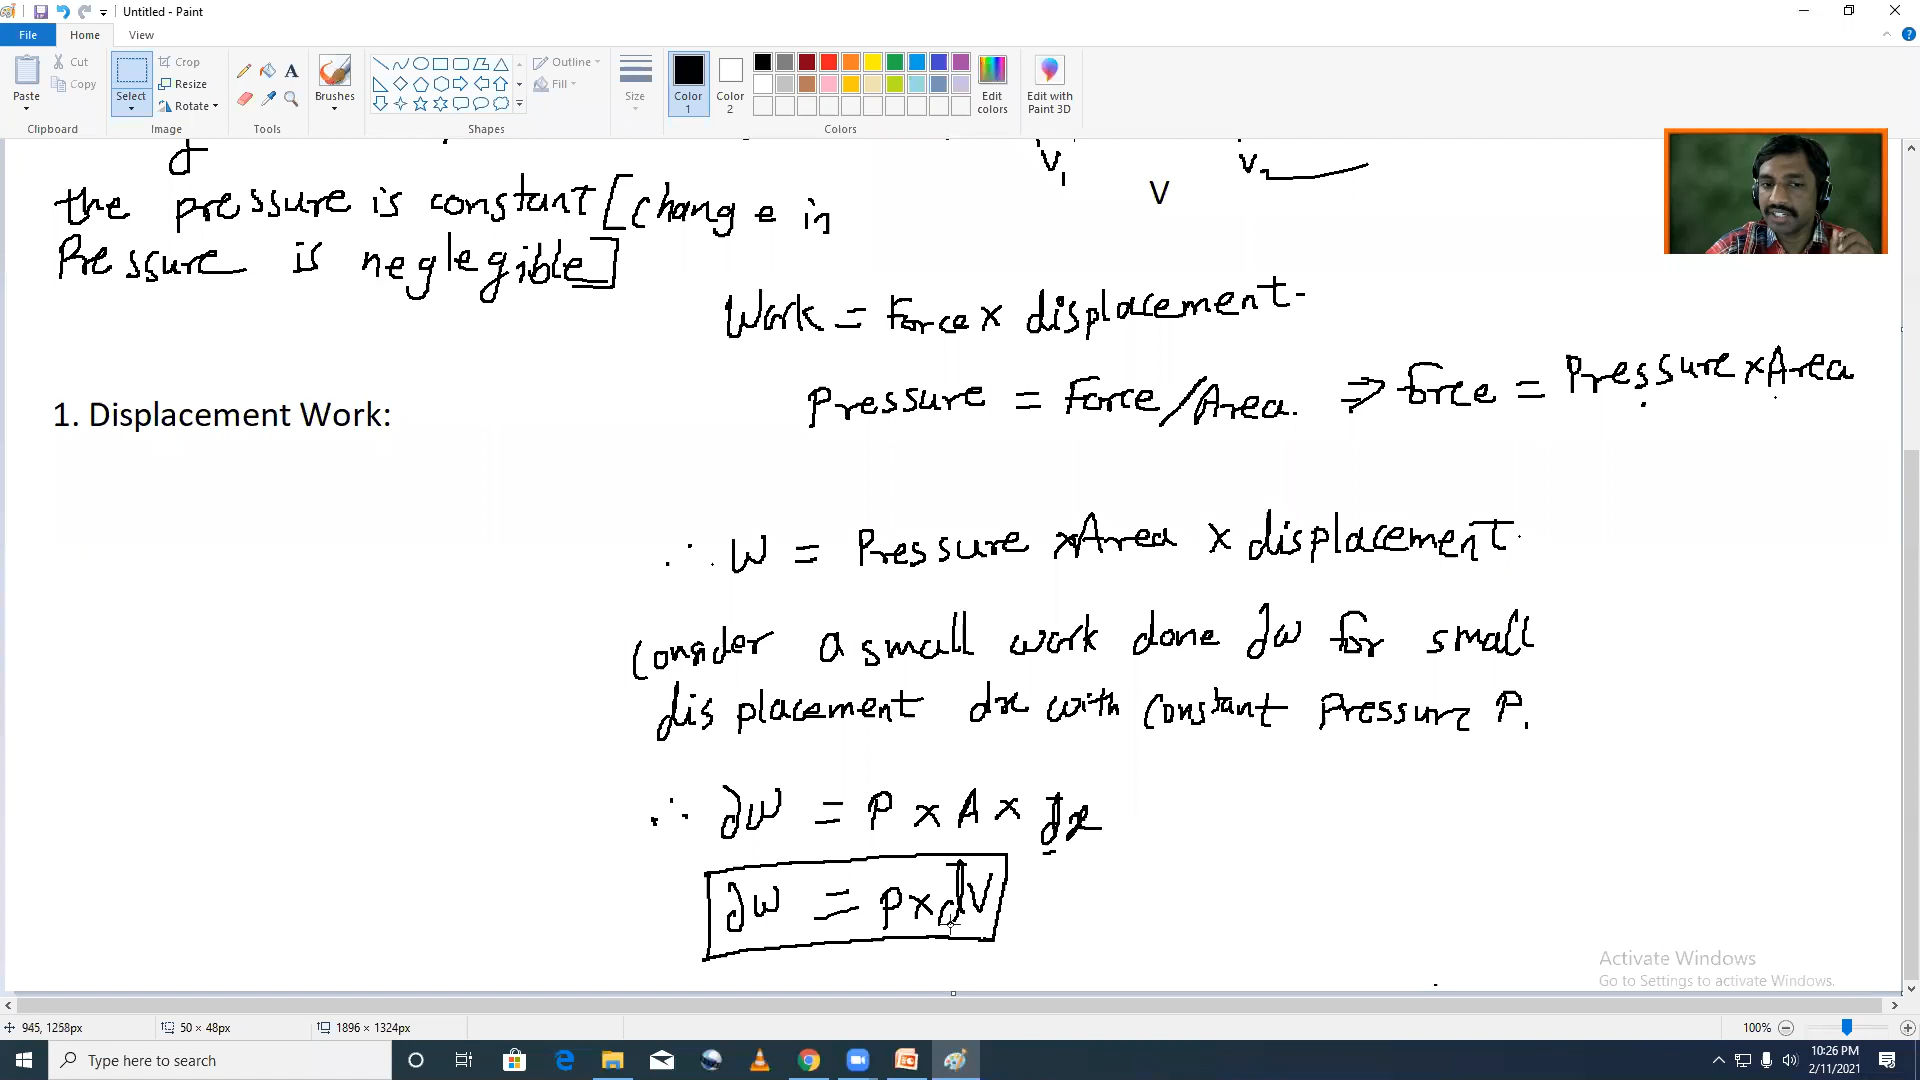 Untitled - Paint
File Home View
Paste Cut Copy Clipboard
Select Crop Resize Rotate Image
Tools
Brushes
Shapes Outline Fill
Size
Color 1 Color 2 Edit colors Colors
Edit with Paint 3D
V1 V2
V
the pressure is constant [change in
Pressure is neglegible]
Work = Force x displacement
Pressure = Force/Area. ⇒ force = Pressure x Area
1. Displacement Work:
∴ W = Pressure x Area x displacement.
Consider a small work done ∂w for small
displacement dx with constant Pressure P.
∴ ∂W = P x A x dx
∂W = P x dV
Activate Windows
Go to Settings to activate Windows.
945, 1258px 50 × 48px 1896 × 1324px 100%
Type here to search
10:26 PM
2/11/2021